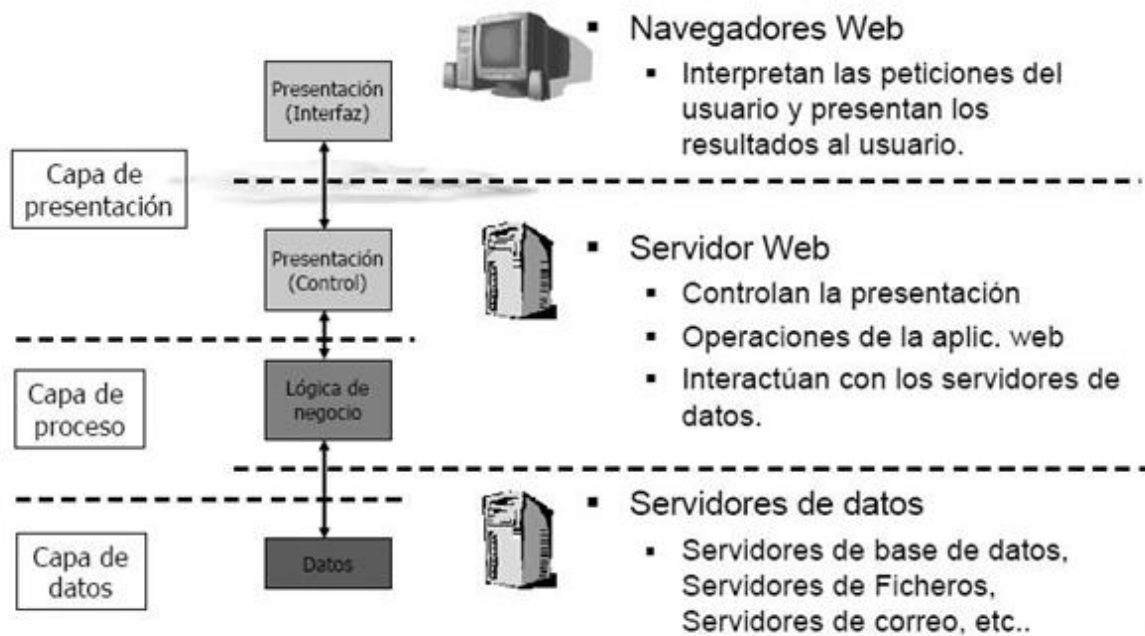 Navegadores Web
Interpretan las peticiones del
usuario y presentan los
resultados al usuario.
Presentación
(Interfaz)
Capa de
presentación
Presentación
(Control)
Servidor Web
Controlan la presentación
Operaciones de la aplic. web
Interactúan con los servidores de
datos.
Capa de
proceso
Lógica de
negocio
Servidores de datos
Servidores de base de datos,
Servidores de Ficheros,
Servidores de correo, etc..
Capa de
datos
Datos